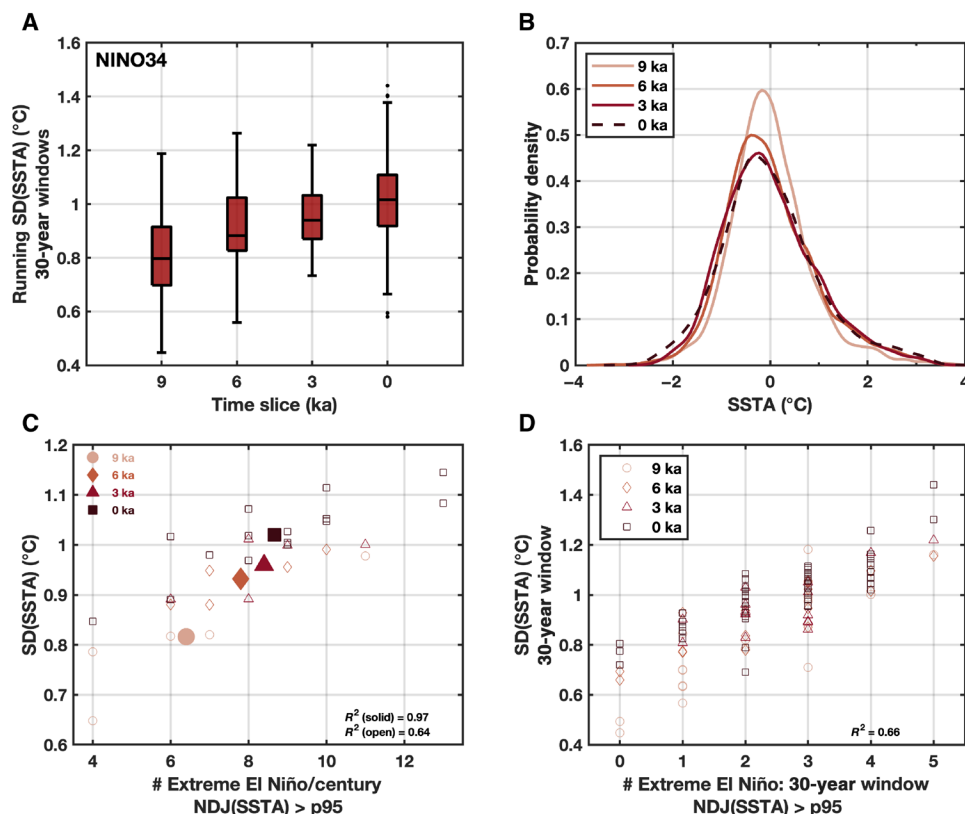 A
NINO34
Running SD(SSTA) (°C)
30-year windows
1.6
1.4
1.2
1
0.8
0.6
0.4
9
6
3
0
Time slice (ka)
B
Probability density
0.7
0.6
0.5
0.4
0.3
0.2
0.1
0
9 ka
6 ka
3 ka
0 ka
−4
−2
0
2
4
SSTA (°C)
C
SD(SSTA) (°C)
1.2
1.1
1
0.9
0.8
0.7
0.6
9 ka
6 ka
3 ka
0 ka
R² (solid) = 0.97
R² (open) = 0.64
4
6
8
10
12
# Extreme El Niño/century
NDJ(SSTA) > p95
D
SD(SSTA) (°C)
30-year window
1.6
1.4
1.2
1
0.8
0.6
0.4
9 ka
6 ka
3 ka
0 ka
R² = 0.66
0
1
2
3
4
5
# Extreme El Niño: 30-year window
NDJ(SSTA) > p95